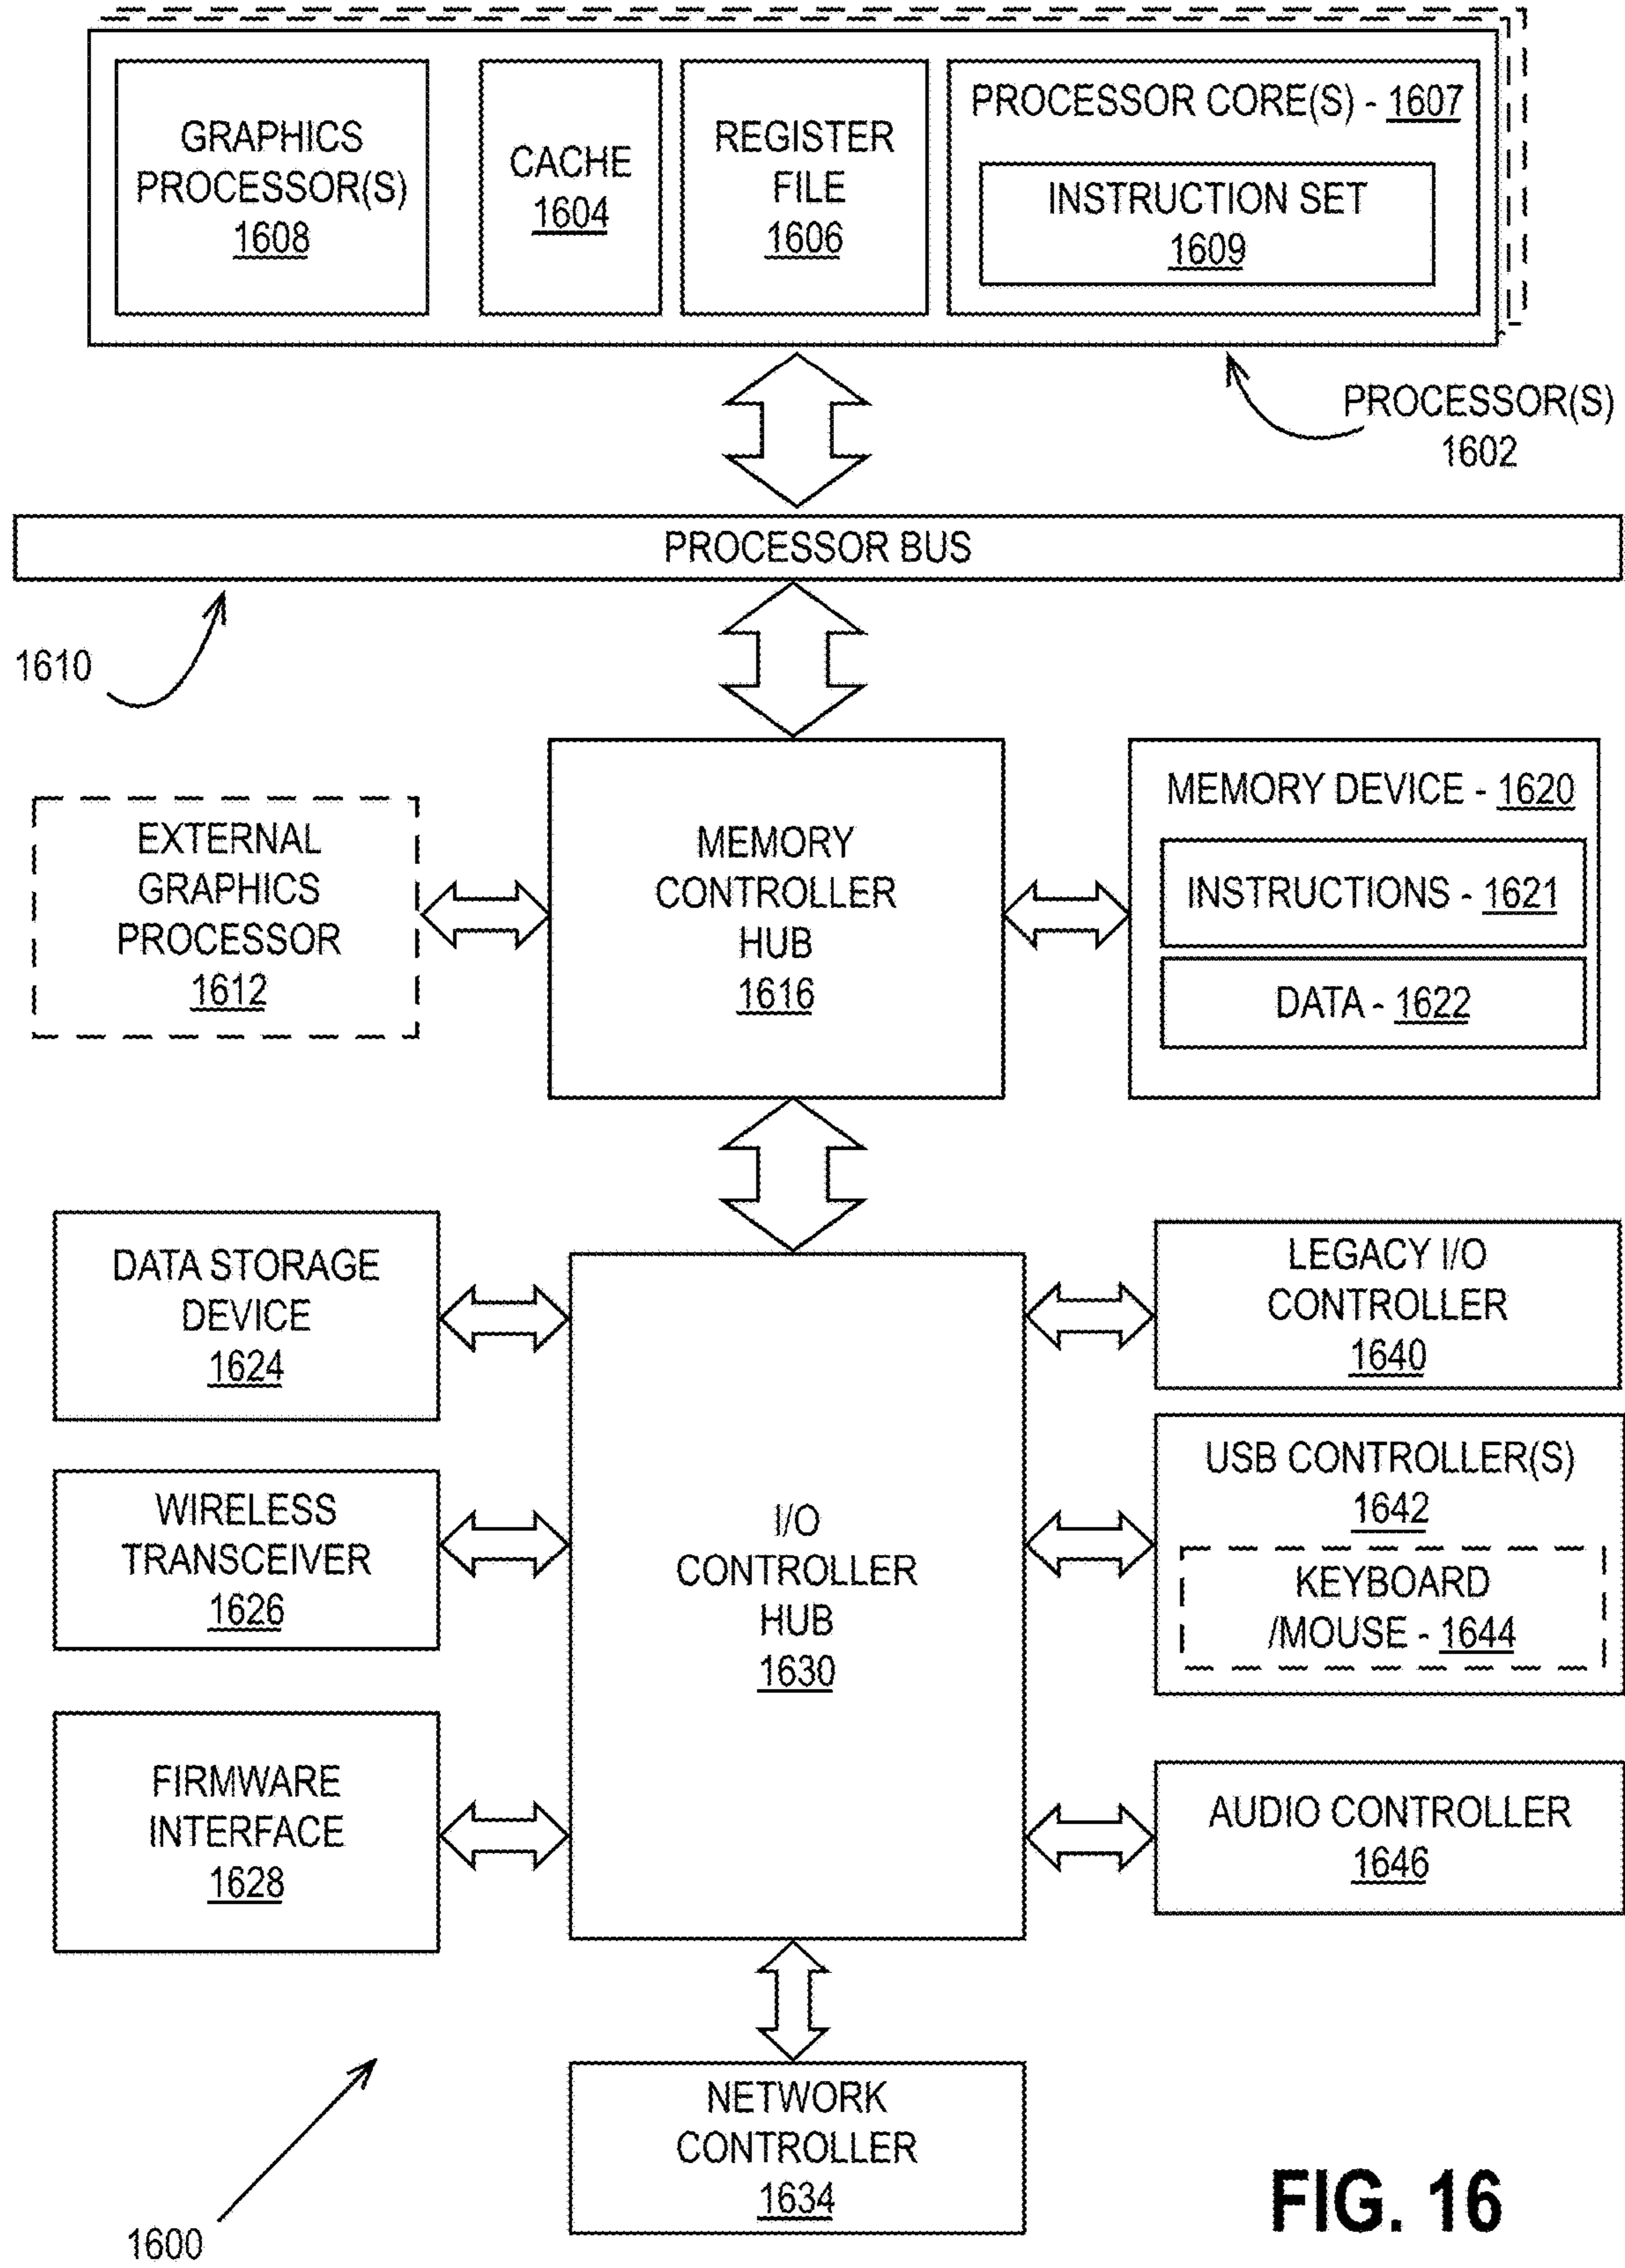 GRAPHICS
PROCESSOR(S)
1608
CACHE
1604
REGISTER
FILE
1606
PROCESSOR CORE(S) - 1607
INSTRUCTION SET
1609
PROCESSOR(S)
1602
PROCESSOR BUS
1610
EXTERNAL
GRAPHICS
PROCESSOR
1612
MEMORY
CONTROLLER
HUB
1616
MEMORY DEVICE - 1620
INSTRUCTIONS - 1621
DATA - 1622
DATA STORAGE
DEVICE
1624
WIRELESS
TRANSCEIVER
1626
FIRMWARE
INTERFACE
1628
I/O
CONTROLLER
HUB
1630
LEGACY I/O
CONTROLLER
1640
USB CONTROLLER(S)
1642
KEYBOARD
/MOUSE - 1644
AUDIO CONTROLLER
1646
NETWORK
CONTROLLER
1634
1600
FIG. 16